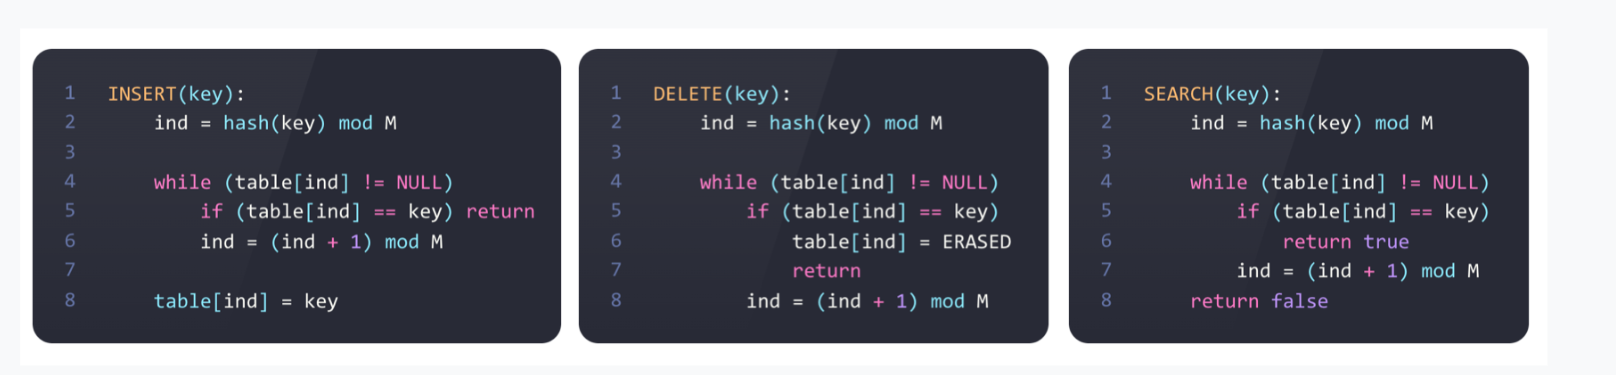 1 INSERT(key):
2     ind = hash(key) mod M
3
4     while (table[ind] != NULL)
5         if (table[ind] == key) return
6         ind = (ind + 1) mod M
7
8     table[ind] = key
1 DELETE(key):
2     ind = hash(key) mod M
3
4     while (table[ind] != NULL)
5         if (table[ind] == key)
6             table[ind] = ERASED
7             return
8         ind = (ind + 1) mod M
1 SEARCH(key):
2     ind = hash(key) mod M
3
4     while (table[ind] != NULL)
5         if (table[ind] == key)
6             return true
7         ind = (ind + 1) mod M
8     return false